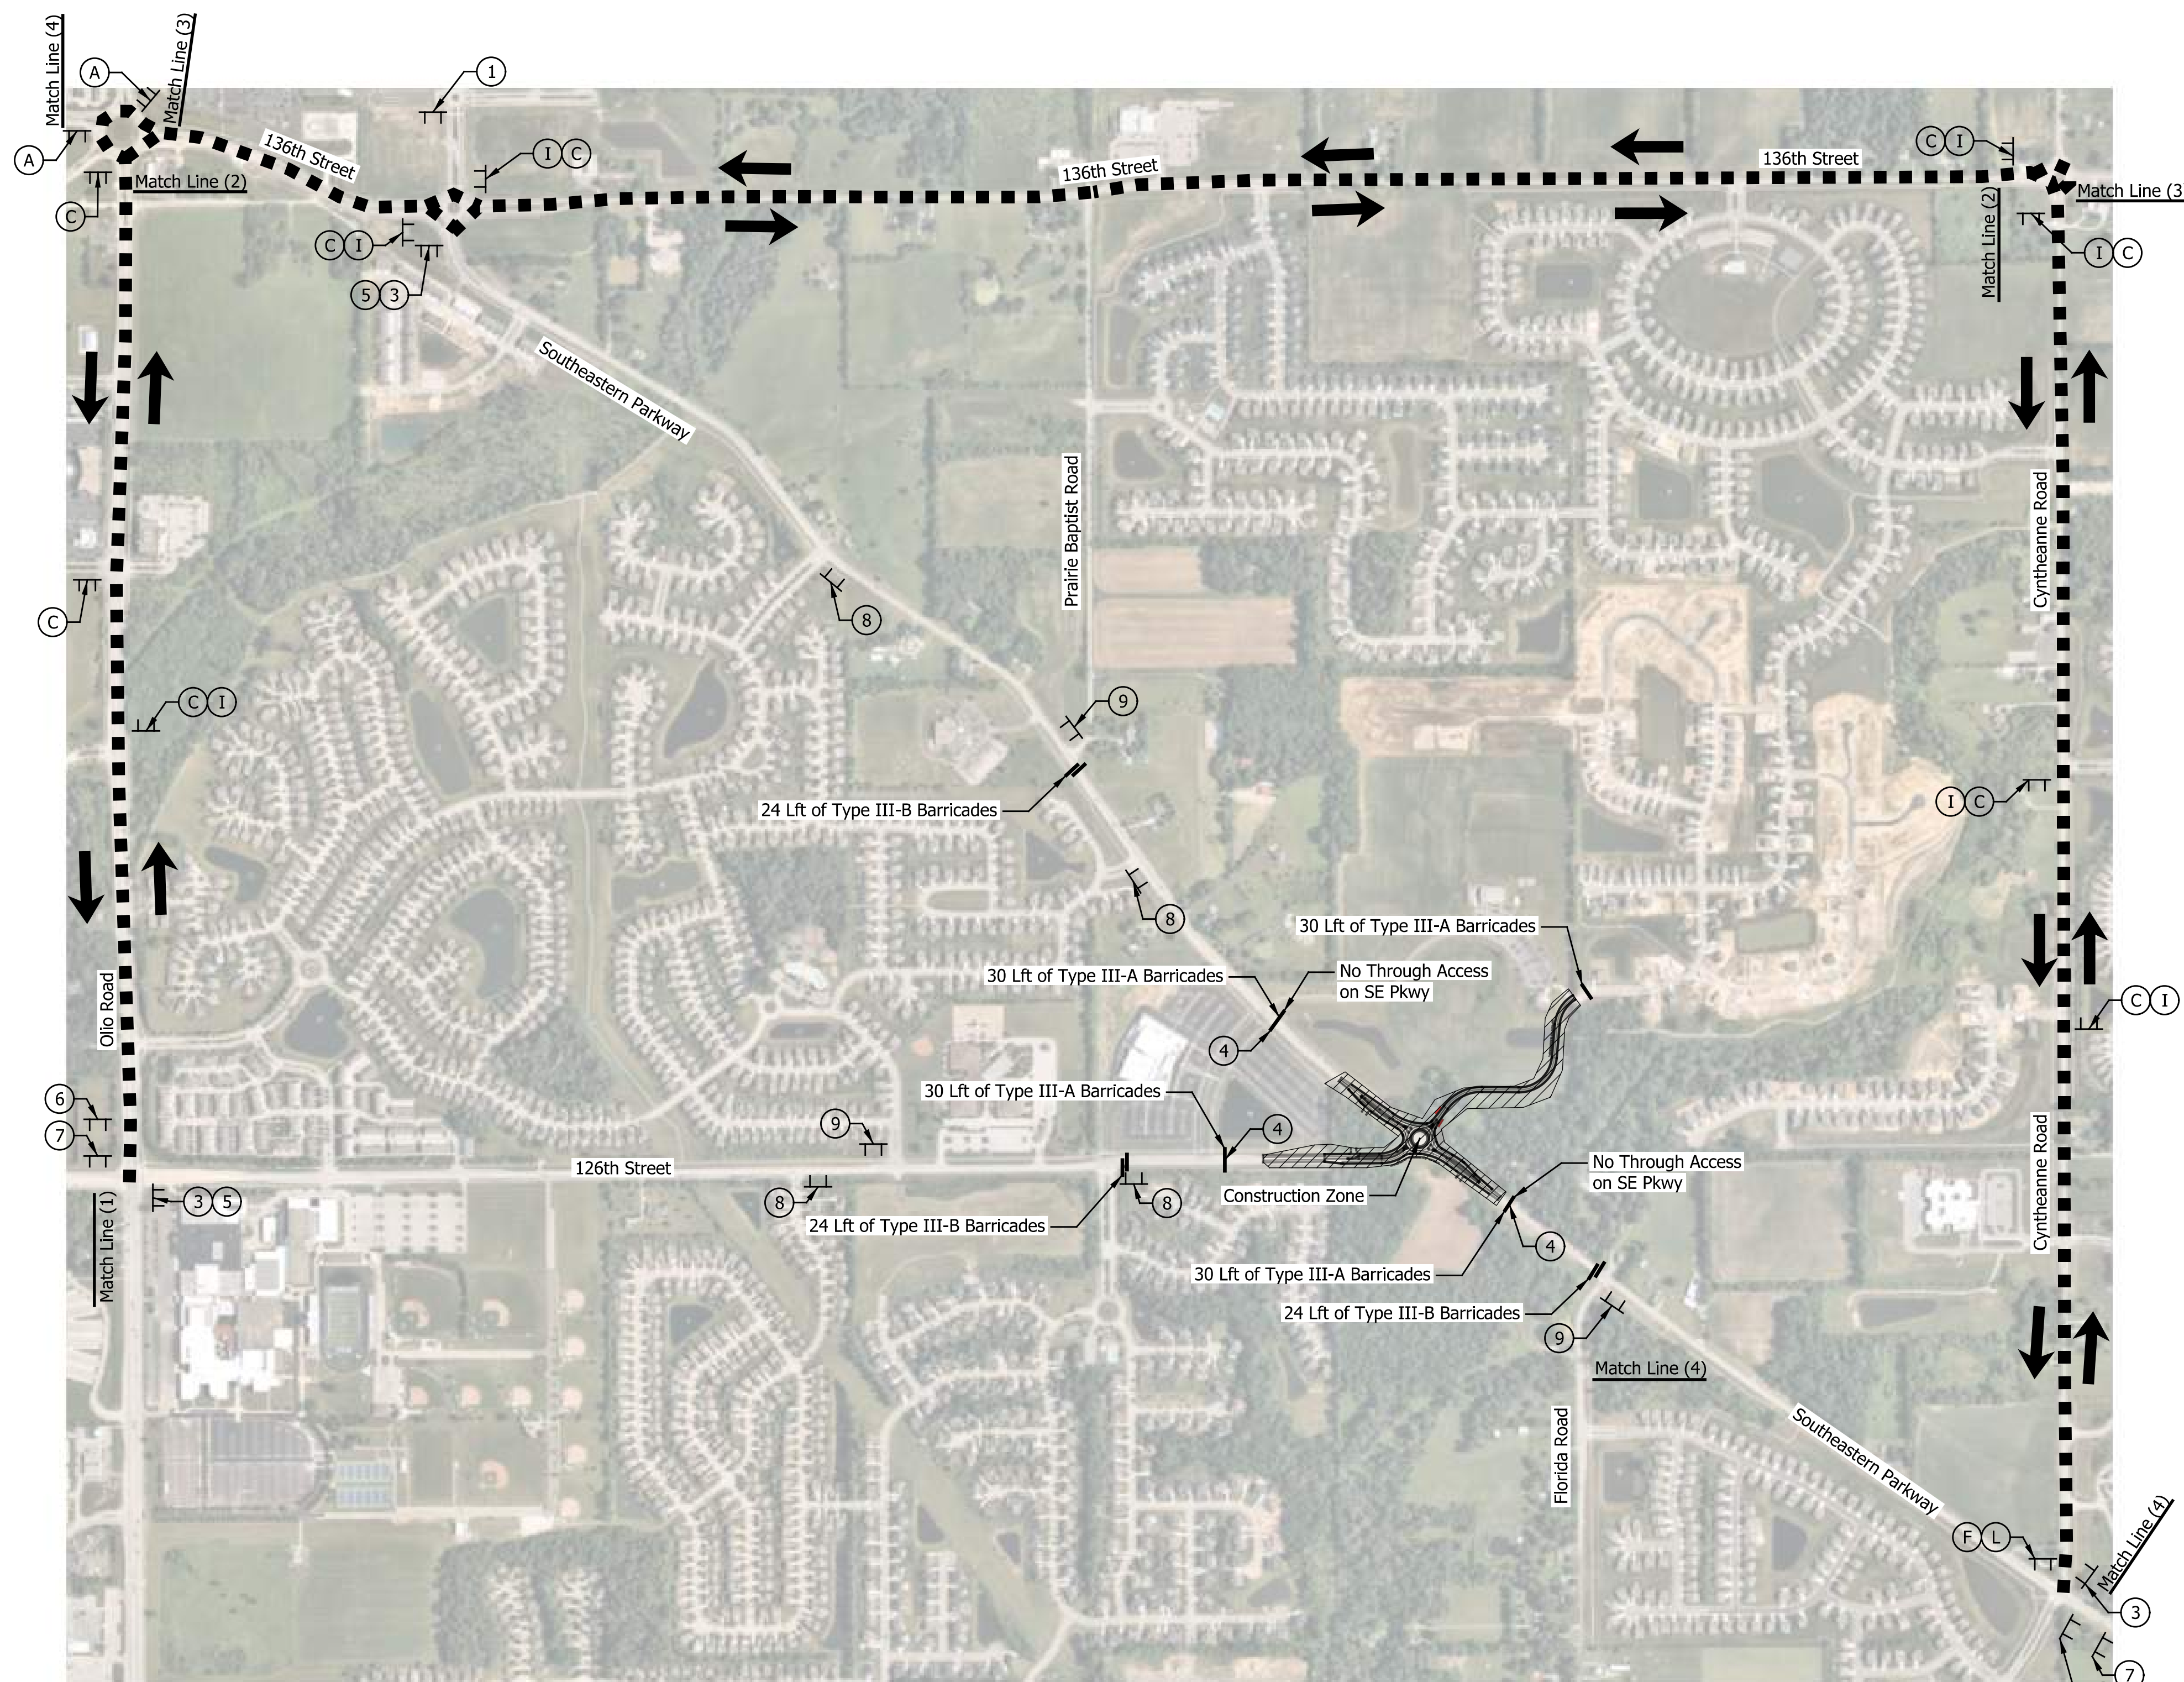 Match Line (4)
Match Line (3)
A
1
A
136th Street
I C
C I
136th Street
136th Street
Match Line (2)
Match Line (3
C
C I
5 3
Match Line (2)
I C
Southeastern Parkway
Prairie Baptist Road
Cyntheanne Road
C
8
C I
9
24 Lft of Type III-B Barricades
I C
8
30 Lft of Type III-A Barricades
30 Lft of Type III-A Barricades
No Through Access
on SE Pkwy
Olio Road
C I
4
6
30 Lft of Type III-A Barricades
7
9
4
126th Street
No Through Access
on SE Pkwy
Cyntheanne Road
3 5
8
8
Construction Zone
24 Lft of Type III-B Barricades
Match Line (1)
4
30 Lft of Type III-A Barricades
24 Lft of Type III-B Barricades
9
Match Line (4)
Florida Road
Southeastern Parkway
F L
Match Line (4)
3
7